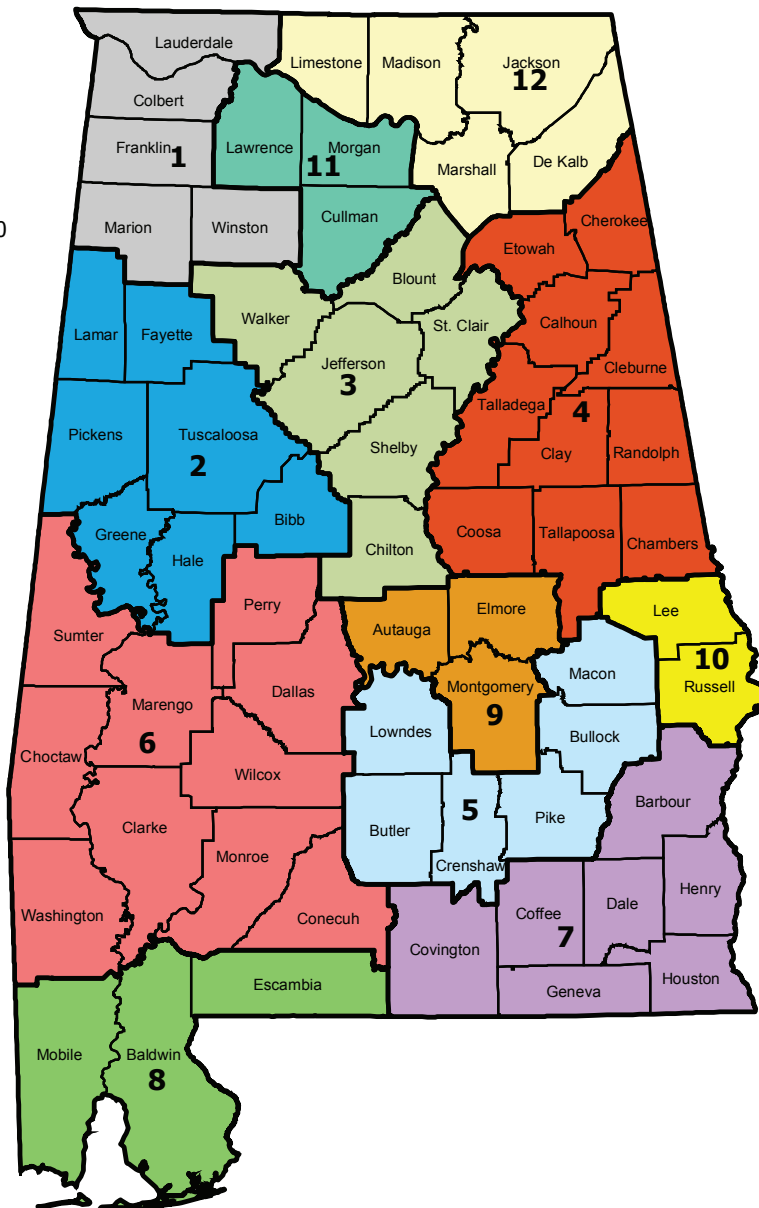 Lauderdale
Limestone
Madison
Jackson
12
Colbert
Franklin
1
Lawrence
Morgan
11
Marshall
De Kalb
Marion
Winston
Cullman
Cherokee
0
Etowah
Blount
Walker
St. Clair
Calhoun
Lamar
Fayette
Jefferson
3
Cleburne
Talladega
4
Pickens
Tuscaloosa
2
Shelby
Clay
Randolph
Greene
Bibb
Hale
Chilton
Coosa
Tallapoosa
Chambers
Perry
Elmore
Lee
Autauga
Sumter
10
Macon
Russell
Dallas
Montgomery
9
Marengo
6
Lowndes
Bullock
Choctaw
Wilcox
Barbour
5
Pike
Clarke
Butler
Monroe
Crenshaw
Henry
Dale
Washington
Conecuh
Coffee
7
Covington
Escambia
Geneva
Houston
Mobile
Baldwin
8